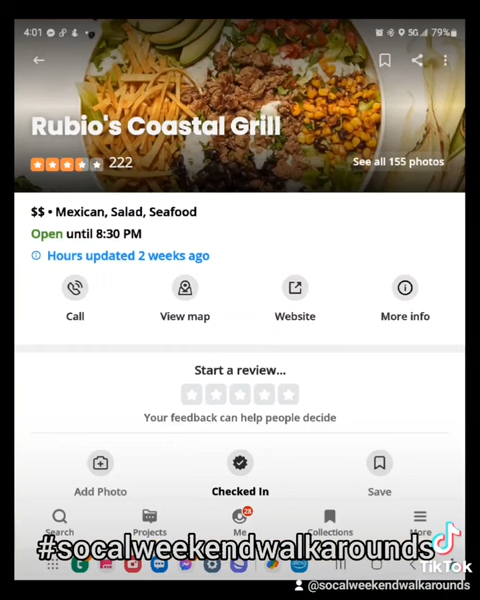 4:01 5G 79%
Rubio's Coastal Grill
222 See all 155 photos
$$ • Mexican, Salad, Seafood
Open until 8:30 PM
Hours updated 2 weeks ago
Call View map Website More info
Start a review...
Your feedback can help people decide
Add Photo Checked In Save
28
Search Projects Me Collections More
#socalweekendwalkarounds
TikTok
@socalweekendwalkarounds